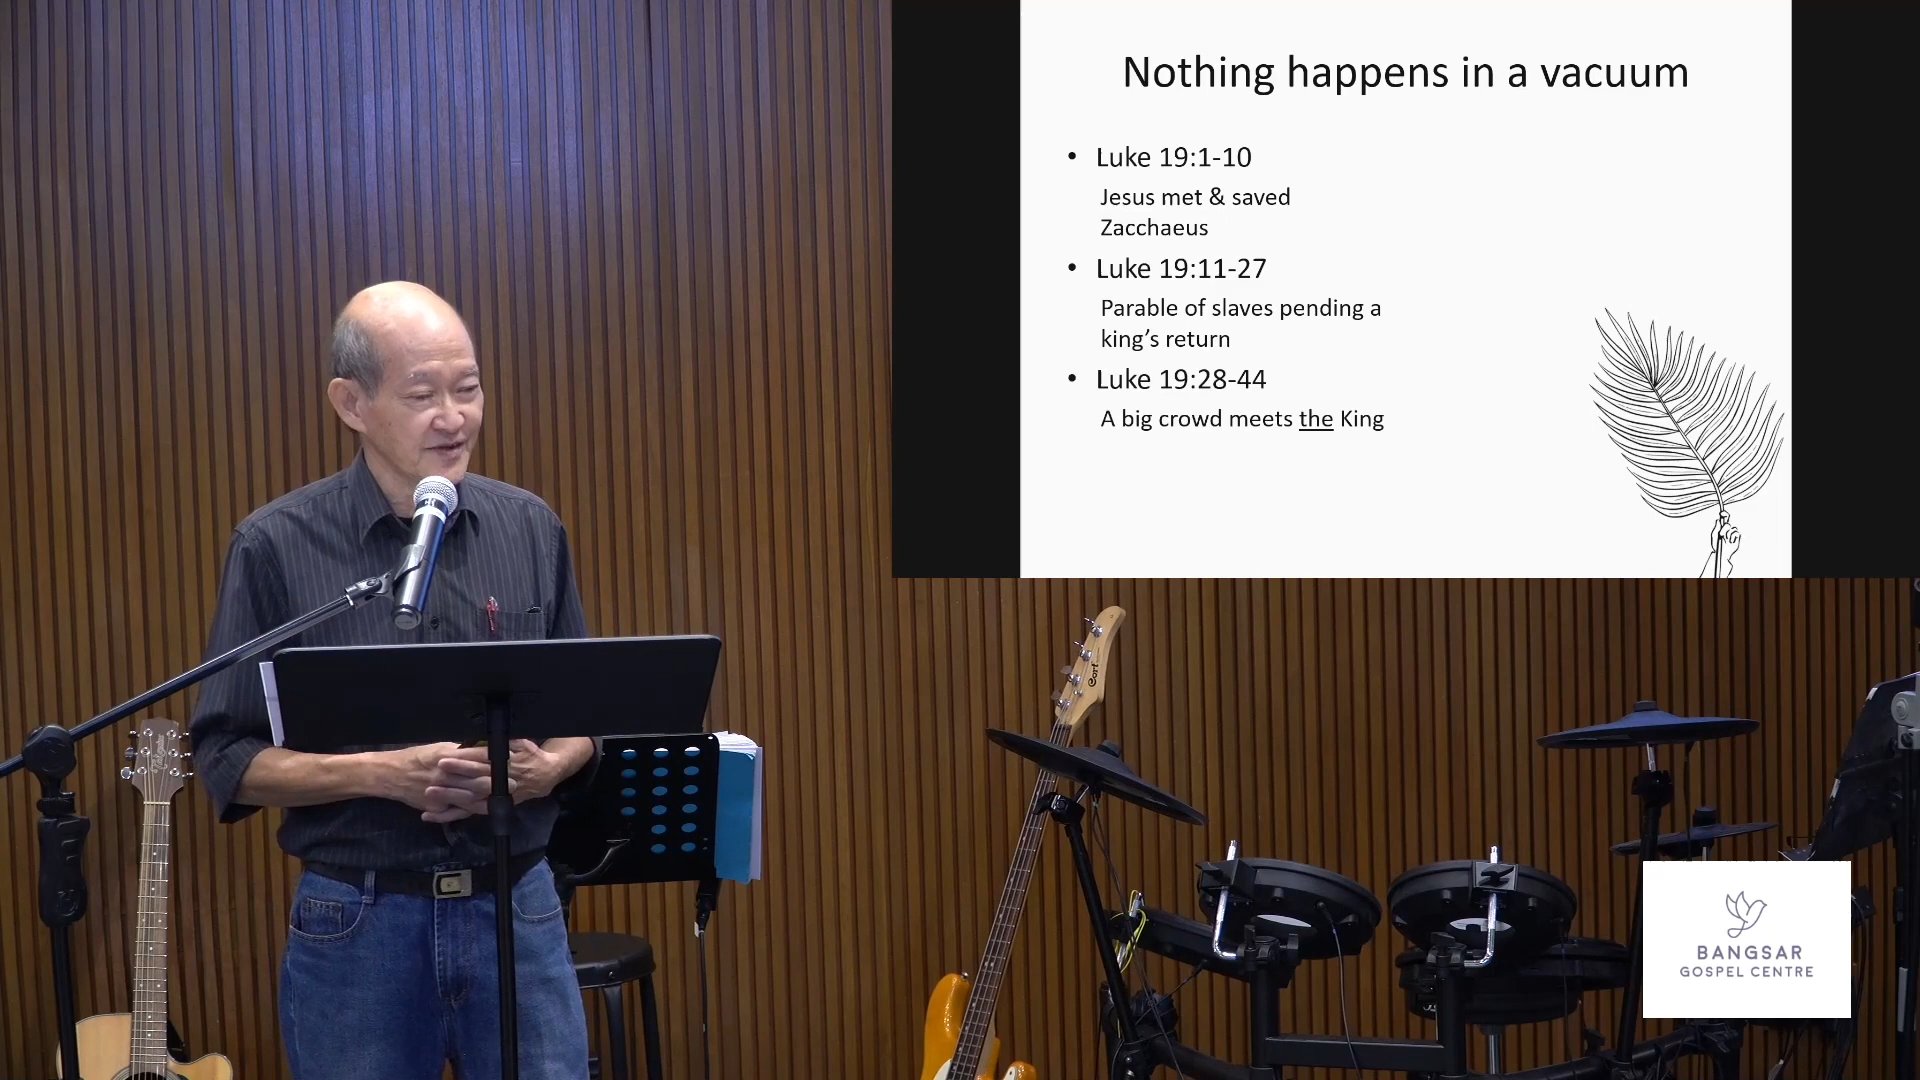 Nothing happens in a vacuum
• Luke 19:1-10
Jesus met & saved
Zacchaeus
• Luke 19:11-27
Parable of slaves pending a
king's return
• Luke 19:28-44
A big crowd meets the King
Cort
BANGSAR
GOSPEL CENTRE